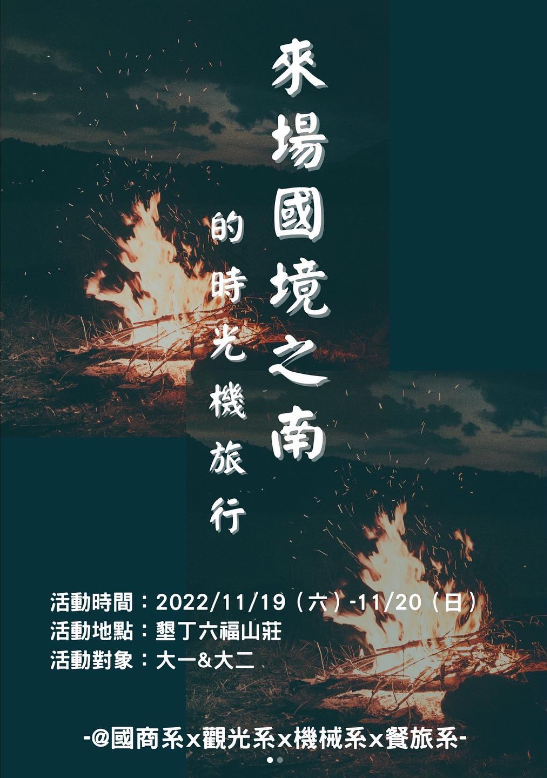 來場國境之南
的時光機旅行
活動時間：2022/11/19（六）-11/20（日）
活動地點：墾丁六福山莊
活動對象：大一&大二
-@國商系x觀光系x機械系x餐旅系-